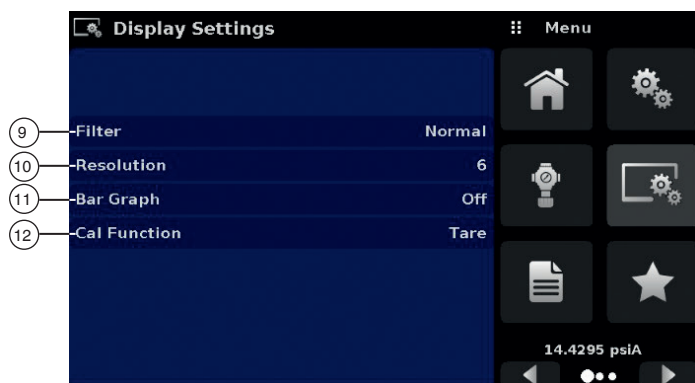 Display Settings
Menu
9 Filter Normal
10 Resolution 6
11 Bar Graph Off
12 Cal Function Tare
14.4295 psiA